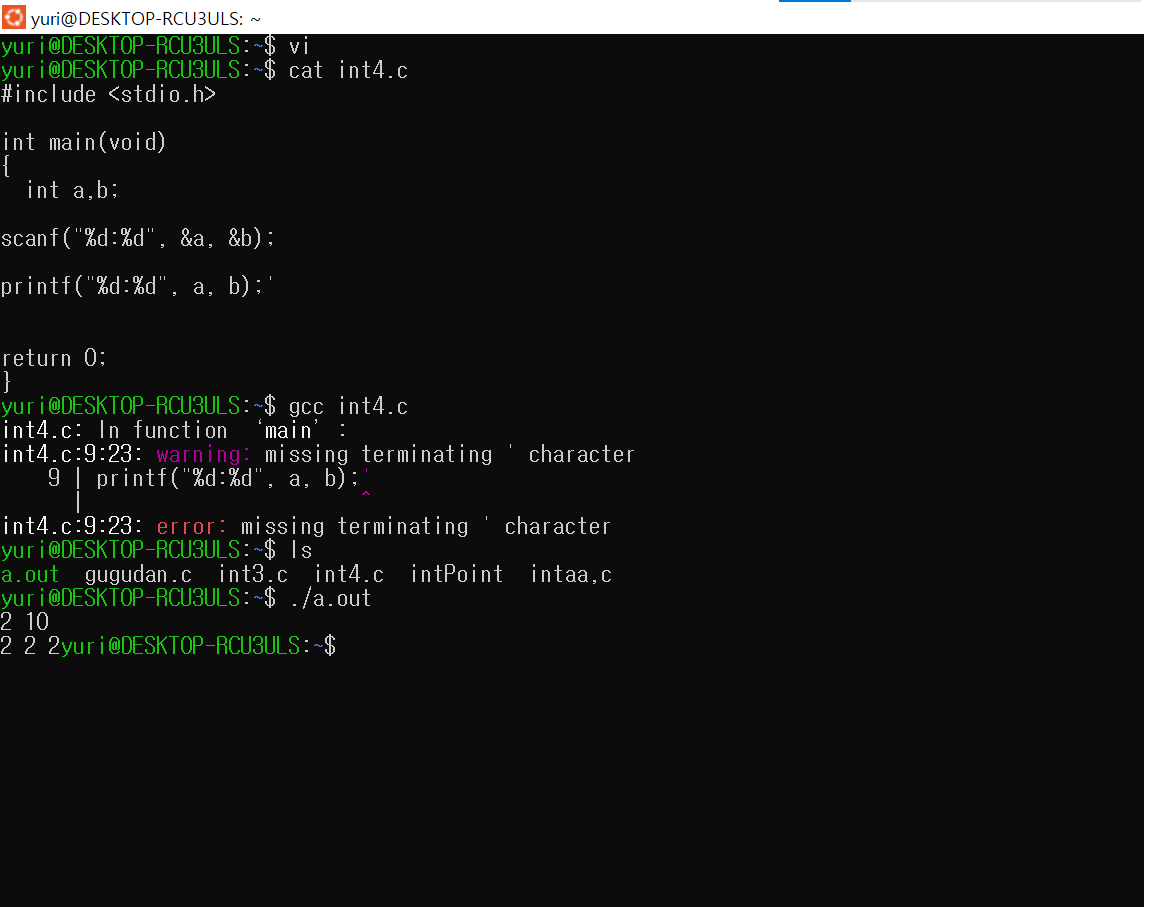 yuri@DESKTOP-RCU3ULS: ~
yuri@DESKTOP-RCU3ULS:~$ vi
yuri@DESKTOP-RCU3ULS:~$ cat int4.c
#include <stdio.h>
int main(void)
{
  int a,b;
scanf("%d:%d", &a, &b);
printf("%d:%d", a, b);'
return 0;
}
yuri@DESKTOP-RCU3ULS:~$ gcc int4.c
int4.c: In function ‘main’:
int4.c:9:23: warning: missing terminating ' character
    9 | printf("%d:%d", a, b);'
      |                       ^
int4.c:9:23: error: missing terminating ' character
yuri@DESKTOP-RCU3ULS:~$ ls
a.out  gugudan.c  int3.c  int4.c  intPoint  intaa,c
yuri@DESKTOP-RCU3ULS:~$ ./a.out
2 10
2 2 2yuri@DESKTOP-RCU3ULS:~$